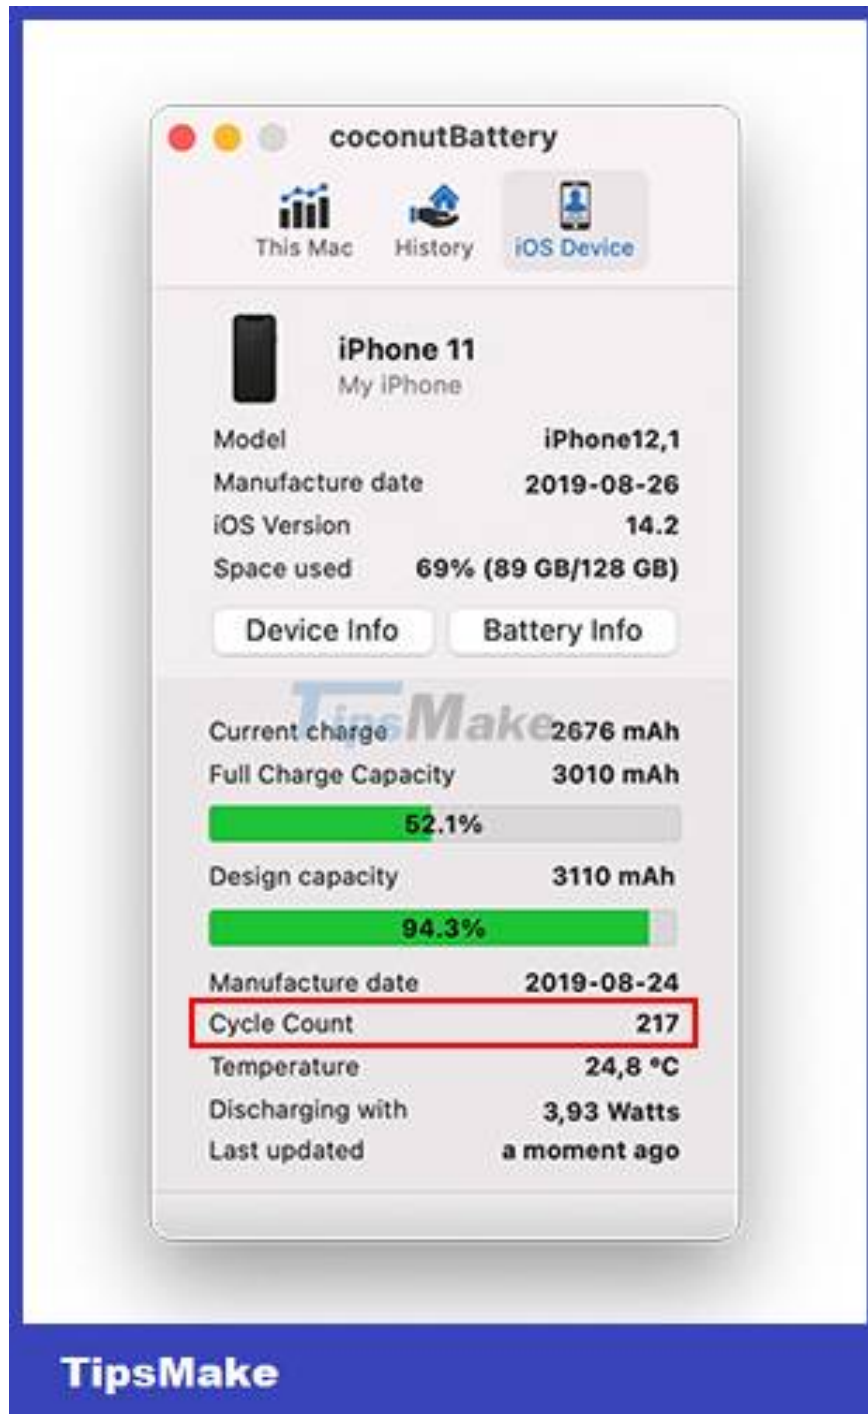 coconutBattery
This Mac History iOS Device
iPhone 11
My iPhone
Model iPhone12,1
Manufacture date 2019-08-26
iOS Version 14.2
Space used 69% (89 GB/128 GB)
Device Info Battery Info
TipsMake
Current charge 2676 mAh
Full Charge Capacity 3010 mAh
52.1%
Design capacity 3110 mAh
94.3%
Manufacture date 2019-08-24
Cycle Count 217
Temperature 24,8 °C
Discharging with 3,93 Watts
Last updated a moment ago
TipsMake